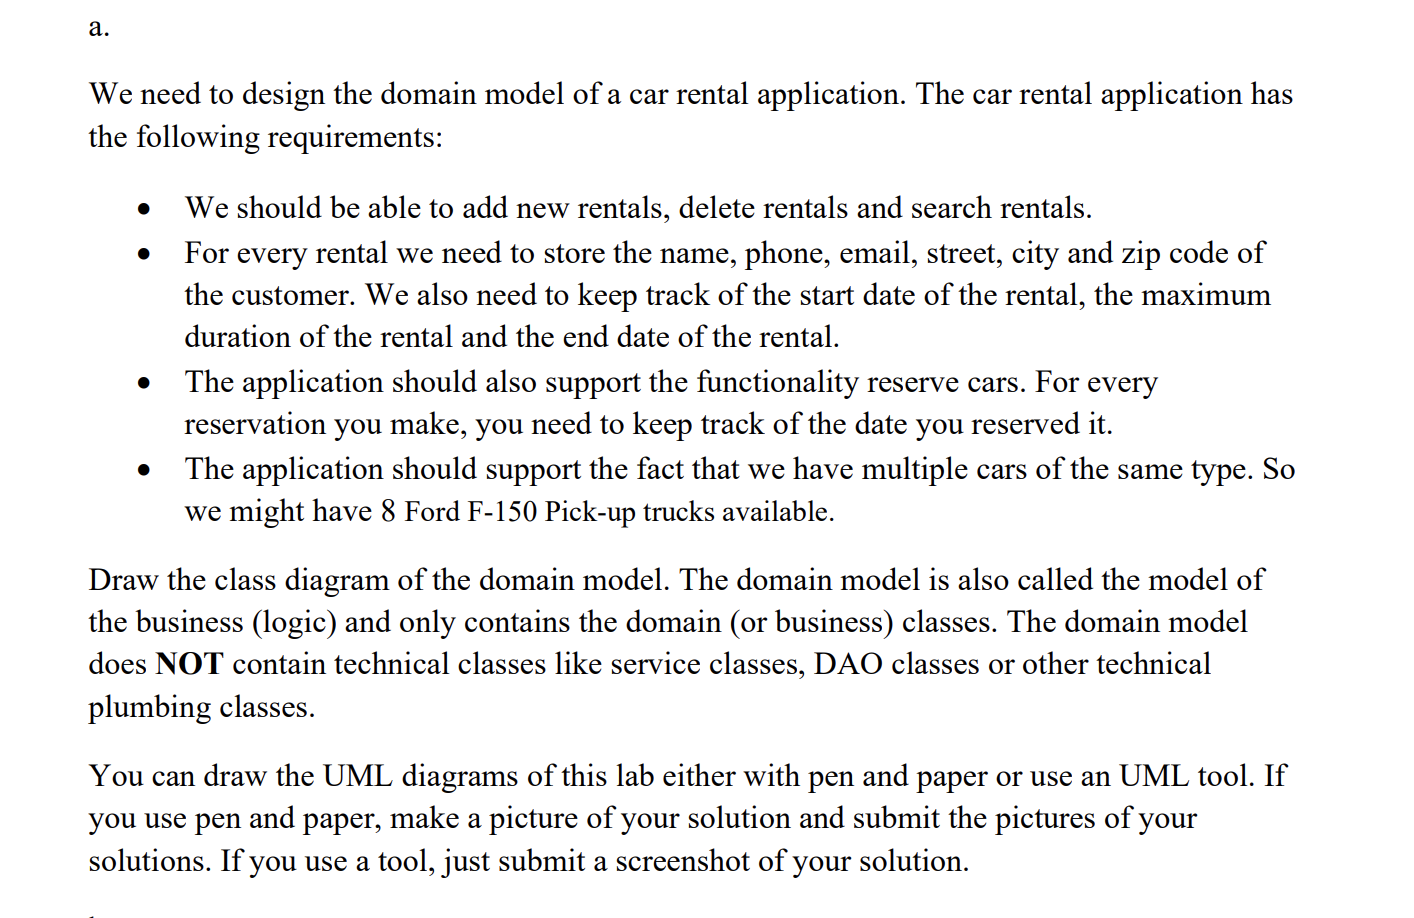 a.
We need to design the domain model of a car rental application. The car rental application has
the following requirements:
• We should be able to add new rentals, delete rentals and search rentals.
• For every rental we need to store the name, phone, email, street, city and zip code of
the customer. We also need to keep track of the start date of the rental, the maximum
duration of the rental and the end date of the rental.
• The application should also support the functionality reserve cars. For every
reservation you make, you need to keep track of the date you reserved it.
• The application should support the fact that we have multiple cars of the same type. So
we might have 8 Ford F-150 Pick-up trucks available.
Draw the class diagram of the domain model. The domain model is also called the model of
the business (logic) and only contains the domain (or business) classes. The domain model
does NOT contain technical classes like service classes, DAO classes or other technical
plumbing classes.
You can draw the UML diagrams of this lab either with pen and paper or use an UML tool. If
you use pen and paper, make a picture of your solution and submit the pictures of your
solutions. If you use a tool, just submit a screenshot of your solution.